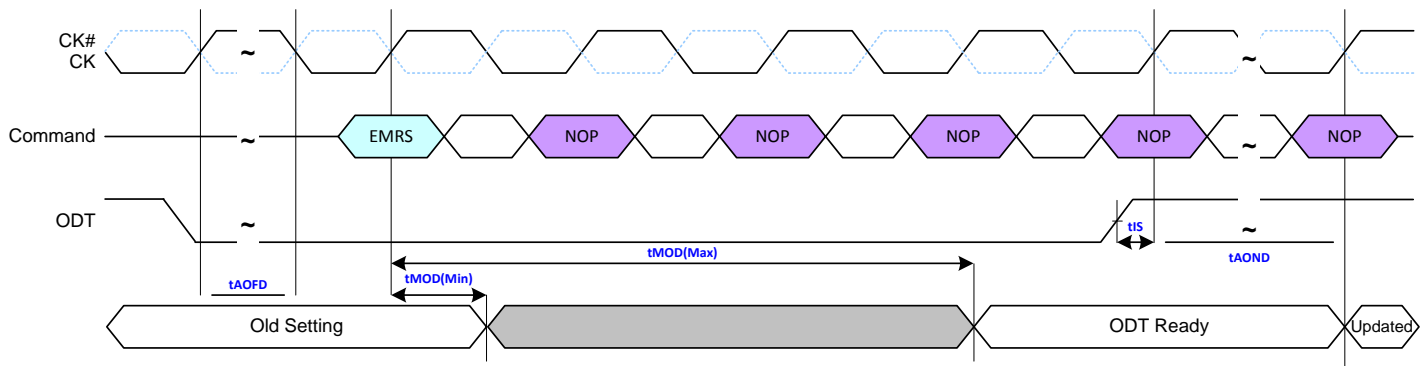 CK#
CK
~
~
Command
~
EMRS
NOP
NOP
NOP
NOP
~
NOP
ODT
~
tIS
~
tMOD(Max)
tAOND
tMOD(Min)
tAOFD
Old Setting
ODT Ready
Updated